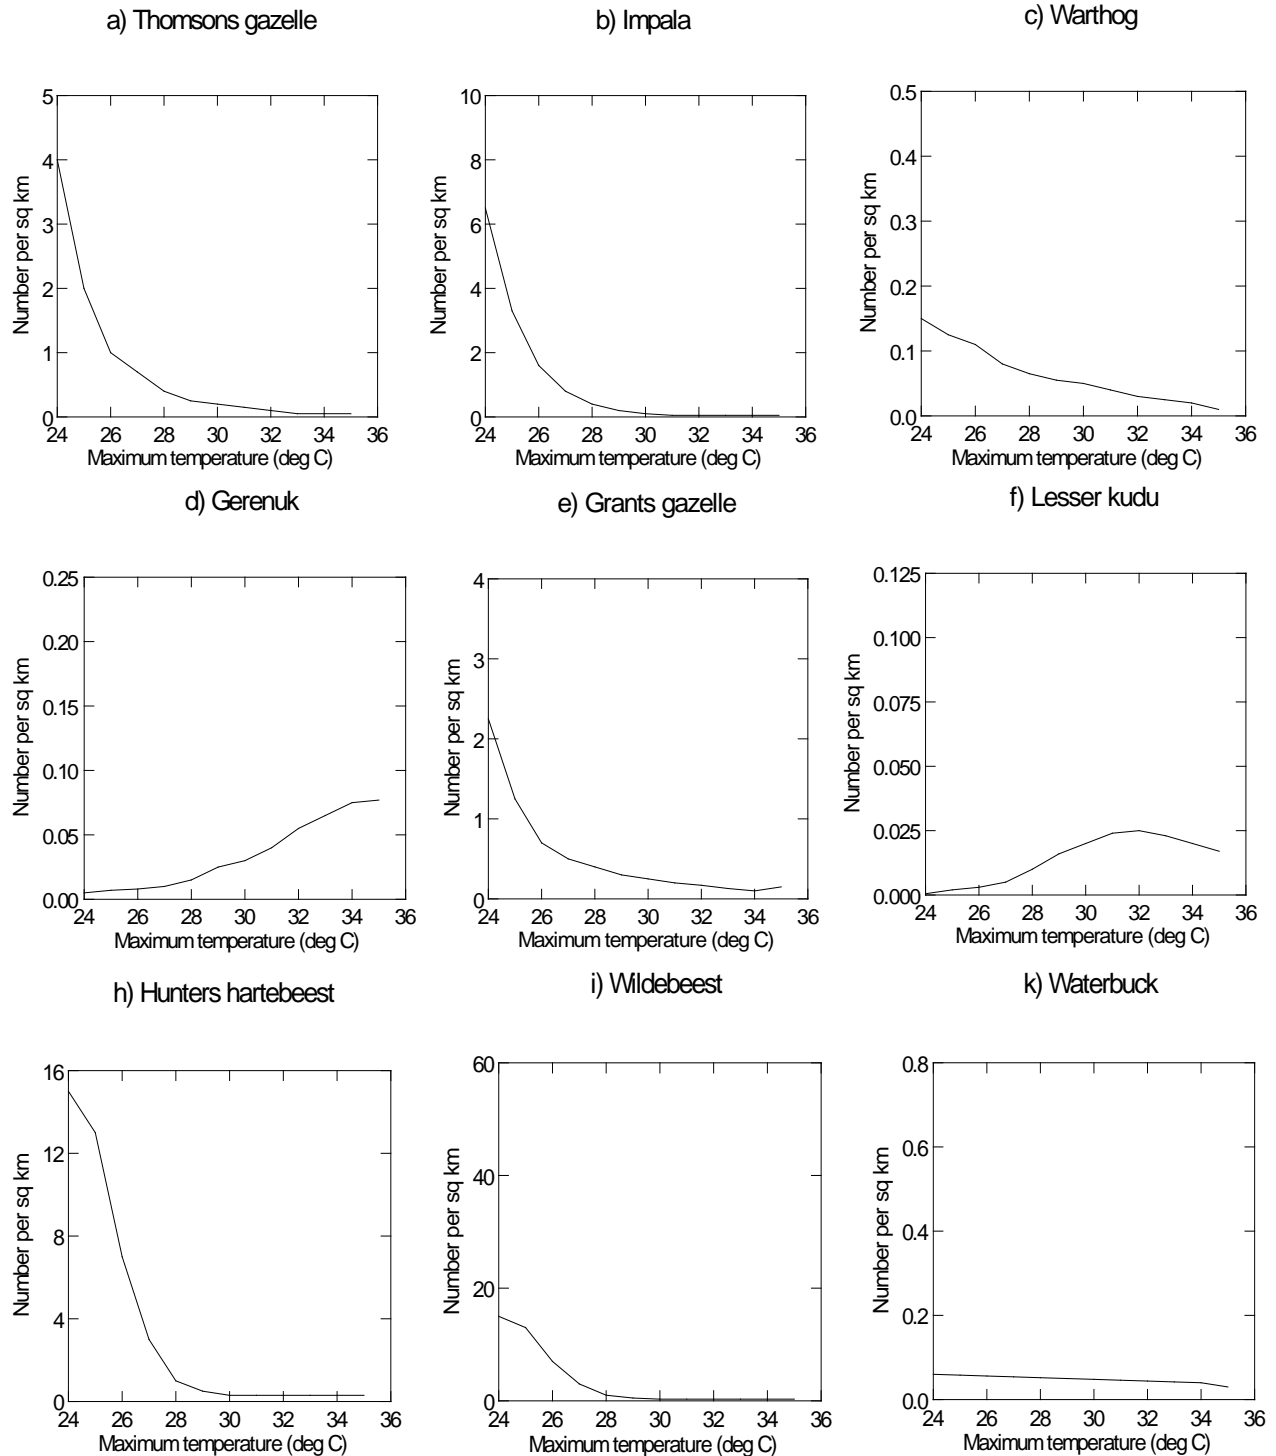 a) Thomsons gazelle
5
4
3
2
1
0
Number per sq km
24 26 28 30 32 34 36
Maximum temperature (deg C)
b) Impala
10
8
6
4
2
0
Number per sq km
24 26 28 30 32 34 36
Maximum temperature (deg C)
c) Warthog
0.5
0.4
0.3
0.2
0.1
0.0
Number per sq km
24 26 28 30 32 34 36
Maximum temperature (deg C)
d) Gerenuk
0.25
0.20
0.15
0.10
0.05
0.00
Number per sq km
24 26 28 30 32 34 36
Maximum temperature (deg C)
e) Grants gazelle
4
3
2
1
0
Number per sq km
24 26 28 30 32 34 36
Maximum temperature (deg C)
f) Lesser kudu
0.125
0.100
0.075
0.050
0.025
0.000
Number per sq km
24 26 28 30 32 34 36
Maximum temperature (deg C)
h) Hunters hartebeest
16
12
8
4
0
Number per sq km
24 26 28 30 32 34 36
Maximum temperature (deg C)
i) Wildebeest
60
40
20
0
Number per sq km
24 26 28 30 32 34 36
Maximum temperature (deg C)
k) Waterbuck
0.8
0.6
0.4
0.2
0.0
Number per sq km
24 26 28 30 32 34 36
Maximum temperature (deg C)